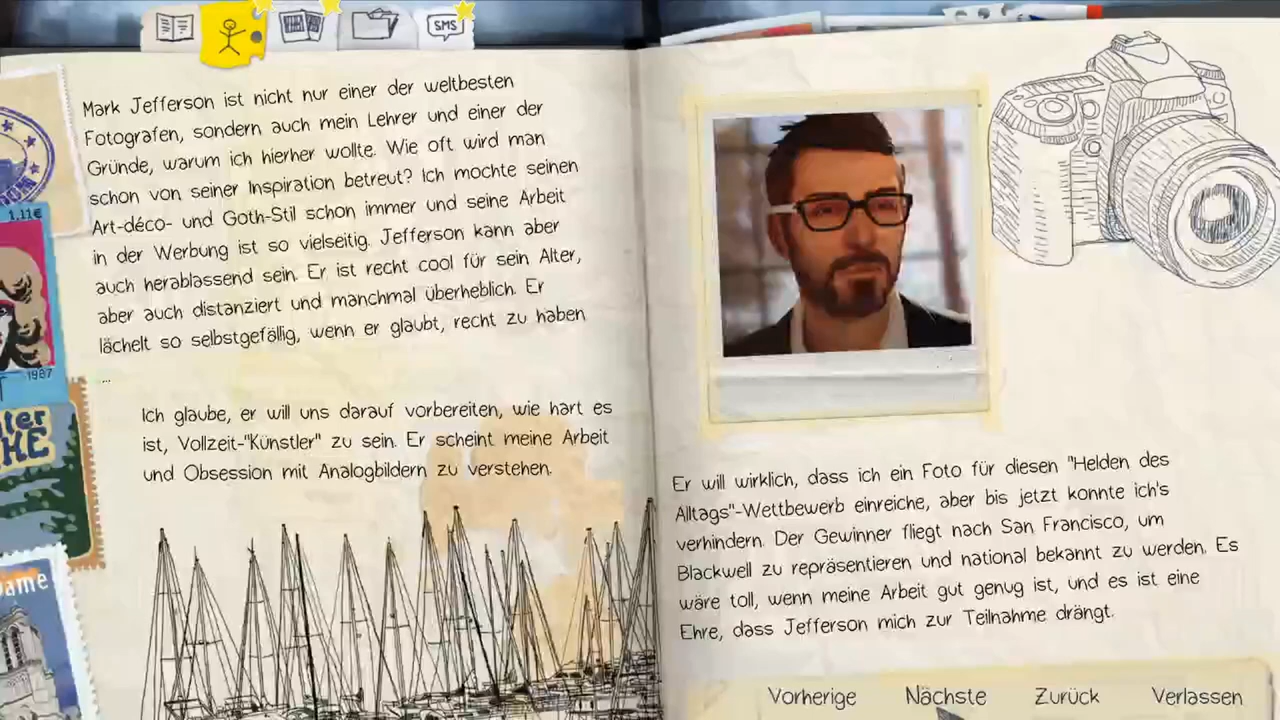 SMS
Mark Jefferson ist nicht nur einer der weltbesten
Fotografen, sondern auch mein Lehrer und einer der
Gründe, warum ich hierher wollte. Wie oft wird man
schon von seiner Inspiration betreut? Ich mochte seinen
Art-déco- und Goth-Stil schon immer und seine Arbeit
in der Werbung ist so vielseitig. Jefferson kann aber
auch herablassend sein. Er ist recht cool für sein Alter,
aber auch distanziert und manchmal überheblich. Er
lächelt so selbstgefällig, wenn er glaubt, recht zu haben
...
Ich glaube, er will uns darauf vorbereiten, wie hart es
ist, Vollzeit-"Künstler" zu sein. Er scheint meine Arbeit
und Obsession mit Analogbildern zu verstehen.
1,11€
1987
Er will wirklich, dass ich ein Foto für diesen "Helden des
Alltags"-Wettbewerb einreiche, aber bis jetzt konnte ich's
verhindern. Der Gewinner fliegt nach San Francisco, um
Blackwell zu repräsentieren und national bekannt zu werden. Es
wäre toll, wenn meine Arbeit gut genug ist, und es ist eine
Ehre, dass Jefferson mich zur Teilnahme drängt.
Vorherige Nächste Zurück Verlassen